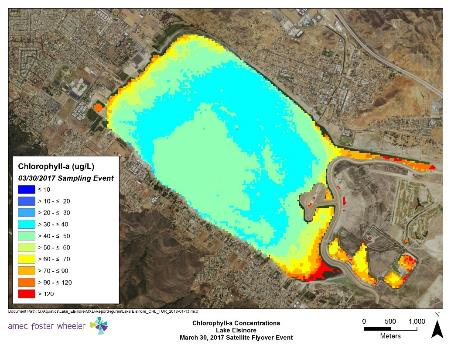 Chlorophyll-a (ug/L)
03/30/2017 Sampling Event
< 10
> 10 - ≤ 20
> 20 - ≤ 30
> 30 - ≤ 40
> 40 - ≤ 50
> 50 - ≤ 60
> 60 - ≤ 70
> 70 - ≤ 90
> 90 - ≤ 120
> 120
amec foster wheeler
Chlorophyll-a Concentrations
Lake Elsinore
March 30, 2017 Satellite Flyover Event
0 500 1,000
Meters
N